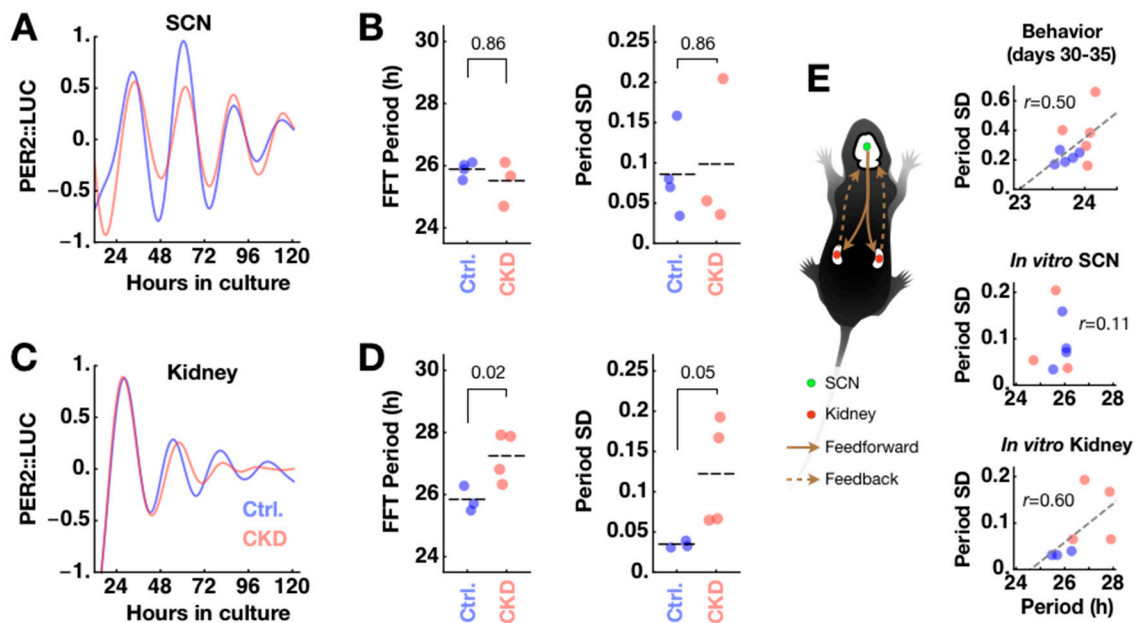 A
SCN
PER2::LUC
1.
0.5
0.
−0.5
−1.
24 48 72 96 120
Hours in culture
B
FFT Period (h)
30
28
26
24
0.86
Ctrl.
CKD
Period SD
0.25
0.2
0.15
0.1
0.05
0.
0.86
Ctrl.
CKD
C
Kidney
PER2::LUC
1.
0.5
0.
−0.5
−1.
Ctrl.
CKD
24 48 72 96 120
Hours in culture
D
FFT Period (h)
30
28
26
24
0.02
Ctrl.
CKD
Period SD
0.25
0.2
0.15
0.1
0.05
0.
0.05
Ctrl.
CKD
E
SCN
Kidney
Feedforward
Feedback
Behavior
(days 30-35)
Period SD
0.6
0.4
0.2
0.
r=0.50
23 24
In vitro SCN
Period SD
0.2
0.1
0.
r=0.11
24 26 28
In vitro Kidney
Period SD
0.2
0.1
0.
r=0.60
24 26 28
Period (h)